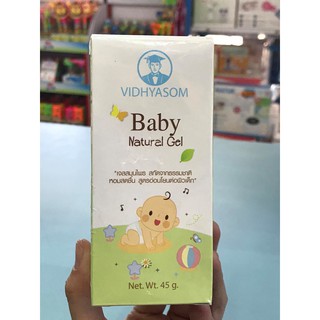 VIDHYASOM
Baby
Natural Gel
"เจลสมุนไพร สกัดจากธรรมชาติ
หอมสดชื่น สูตรอ่อนโยนต่อผิวเด็ก"
Net. Wt. 45 g.